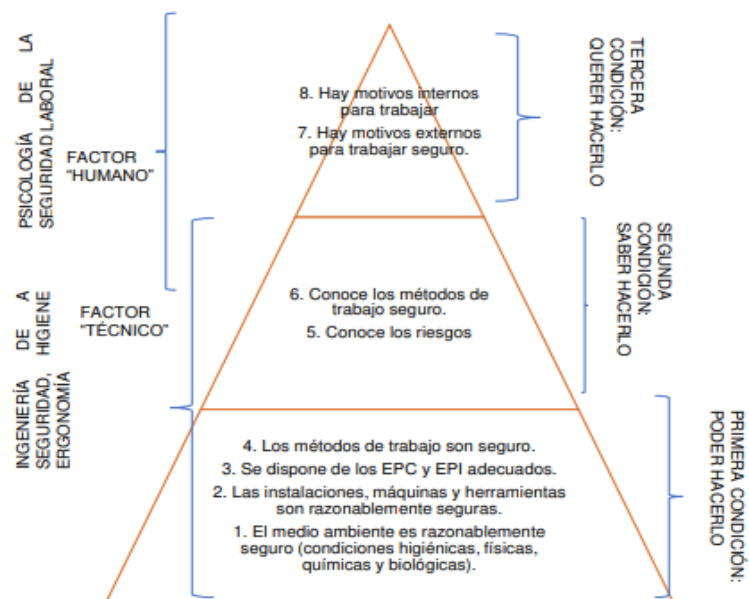 PSICOLOGÍA DE LA
SEGURIDAD LABORAL
FACTOR
“HUMANO”
8. Hay motivos internos
para trabajar
7. Hay motivos externos
para trabajar seguro.
TERCERA
CONDICIÓN:
QUERER HACERLO
INGENIERÍA DE A
SEGURIDAD, HIGIENE
ERGONOMÍA
FACTOR
“TÉCNICO”
6. Conoce los métodos de
trabajo seguro.
5. Conoce los riesgos
SEGUNDA
CONDICIÓN:
SABER HACERLO
4. Los métodos de trabajo son seguro.
3. Se dispone de los EPC y EPI adecuados.
2. Las instalaciones, máquinas y herramientas
son razonablemente seguras.
1. El medio ambiente es razonablemente
seguro (condiciones higiénicas, físicas,
químicas y biológicas).
PRIMERA CONDICIÓN:
PODER HACERLO